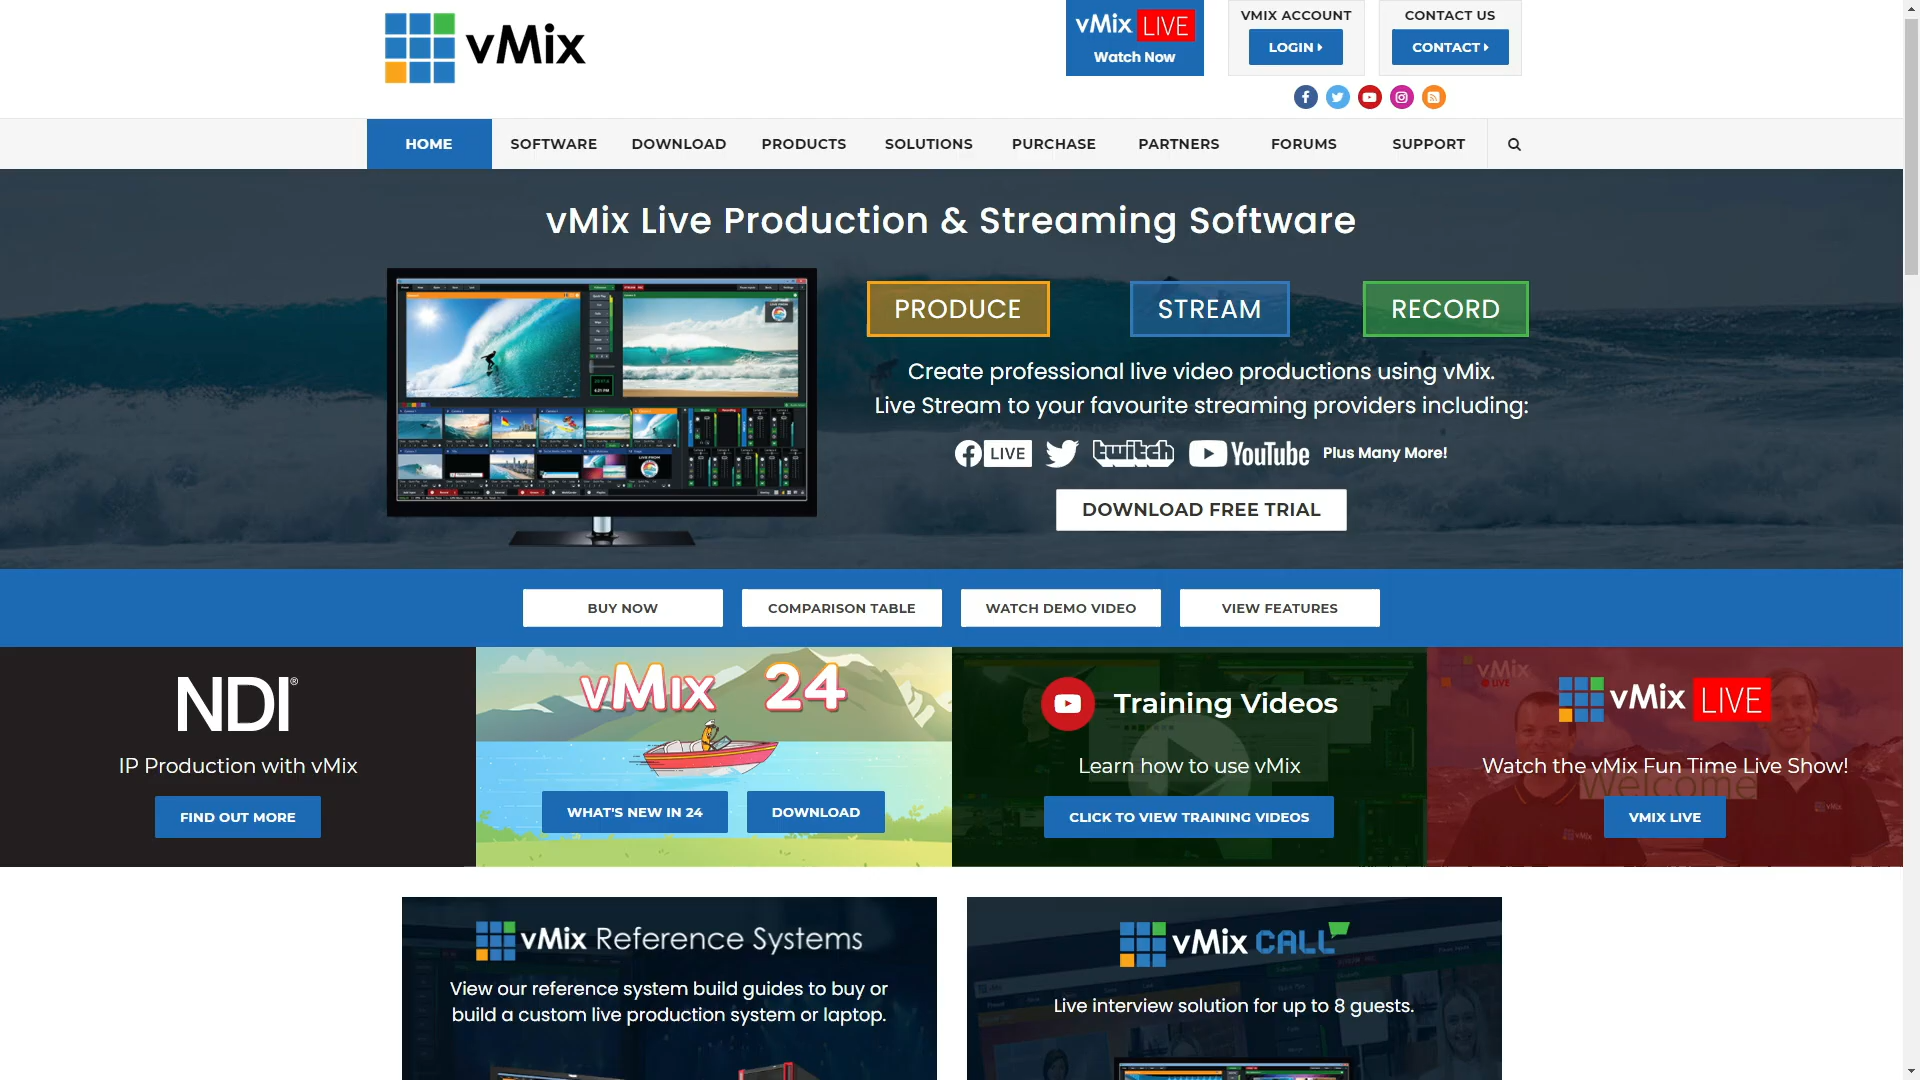 vMix
vMix LIVE
Watch Now
VMIX ACCOUNT
LOGIN
CONTACT US
CONTACT
HOME
SOFTWARE
DOWNLOAD
PRODUCTS
SOLUTIONS
PURCHASE
PARTNERS
FORUMS
SUPPORT
vMix Live Production & Streaming Software
PRODUCE
STREAM
RECORD
Create professional live video productions using vMix.
Live Stream to your favourite streaming providers including:
LIVE
twitch
YouTube
Plus Many More!
DOWNLOAD FREE TRIAL
BUY NOW
COMPARISON TABLE
WATCH DEMO VIDEO
VIEW FEATURES
NDI®
IP Production with vMix
FIND OUT MORE
vMix 24
WHAT'S NEW IN 24
DOWNLOAD
Training Videos
Learn how to use vMix
CLICK TO VIEW TRAINING VIDEOS
vMix LIVE
Watch the vMix Fun Time Live Show!
Welcome
VMIX LIVE
vMix Reference Systems
View our reference system build guides to buy or
build a custom live production system or laptop.
vMix CALL
Live interview solution for up to 8 guests.